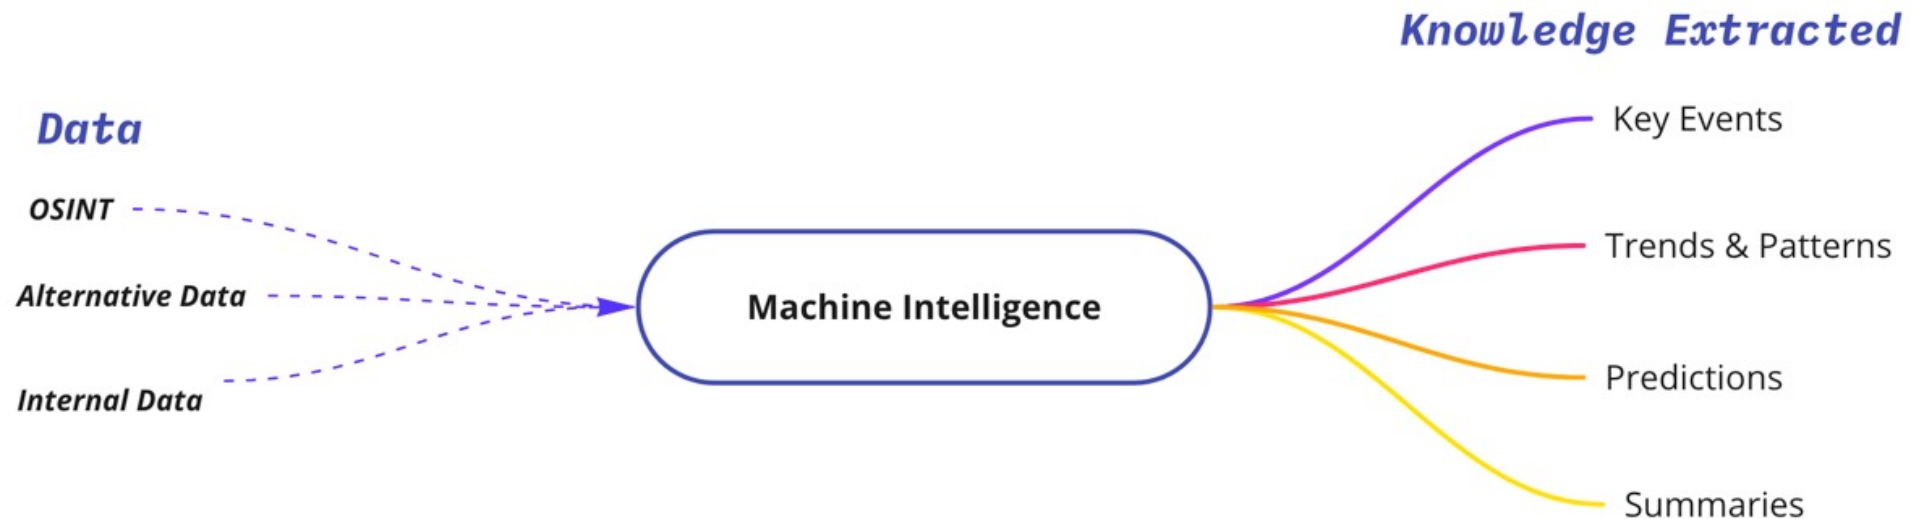 Data
OSINT
Alternative Data
Internal Data
Machine Intelligence
Knowledge Extracted
Key Events
Trends & Patterns
Predictions
Summaries